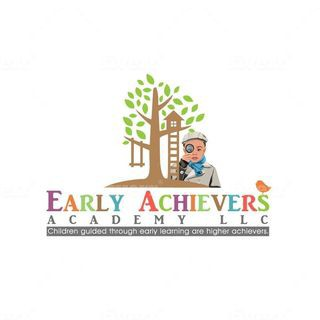 EARLY ACHIEVERS
ACADEMY LLC
Children guided through early learning are higher achievers.